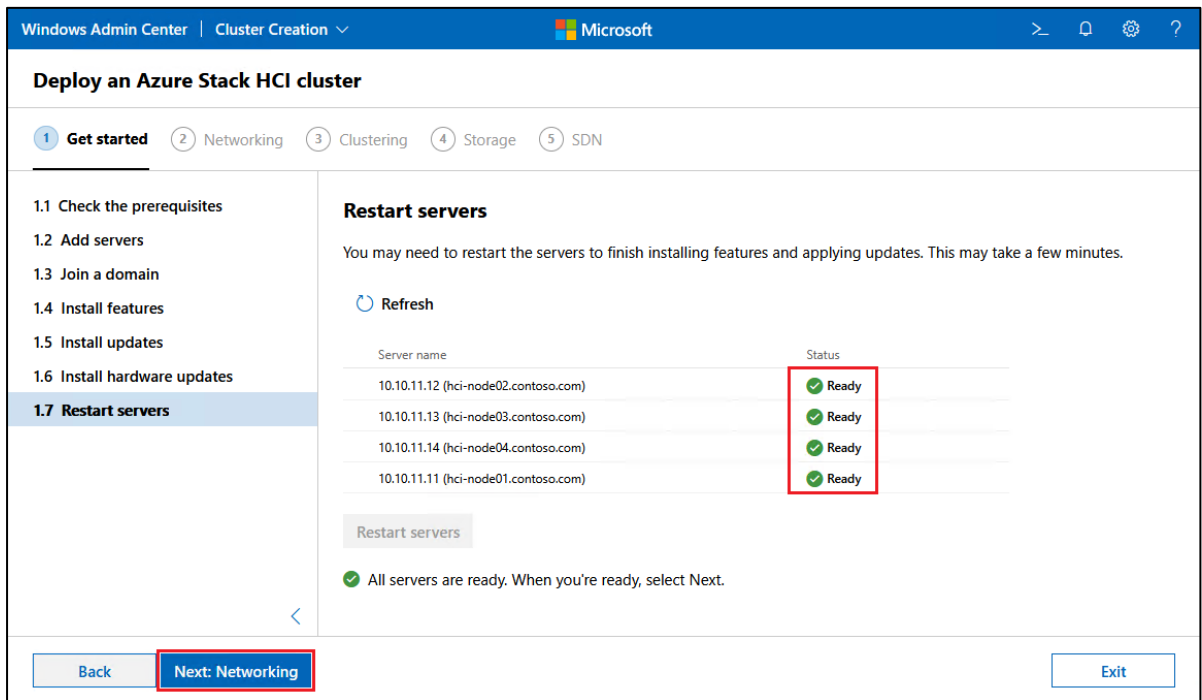 Windows Admin Center | Cluster Creation
Microsoft
Deploy an Azure Stack HCI cluster
1 Get started 2 Networking 3 Clustering 4 Storage 5 SDN
1.1 Check the prerequisites
1.2 Add servers
1.3 Join a domain
1.4 Install features
1.5 Install updates
1.6 Install hardware updates
1.7 Restart servers
Restart servers
You may need to restart the servers to finish installing features and applying updates. This may take a few minutes.
Refresh
Server name Status
10.10.11.12 (hci-node02.contoso.com) Ready
10.10.11.13 (hci-node03.contoso.com) Ready
10.10.11.14 (hci-node04.contoso.com) Ready
10.10.11.11 (hci-node01.contoso.com) Ready
Restart servers
All servers are ready. When you're ready, select Next.
Back Next: Networking Exit